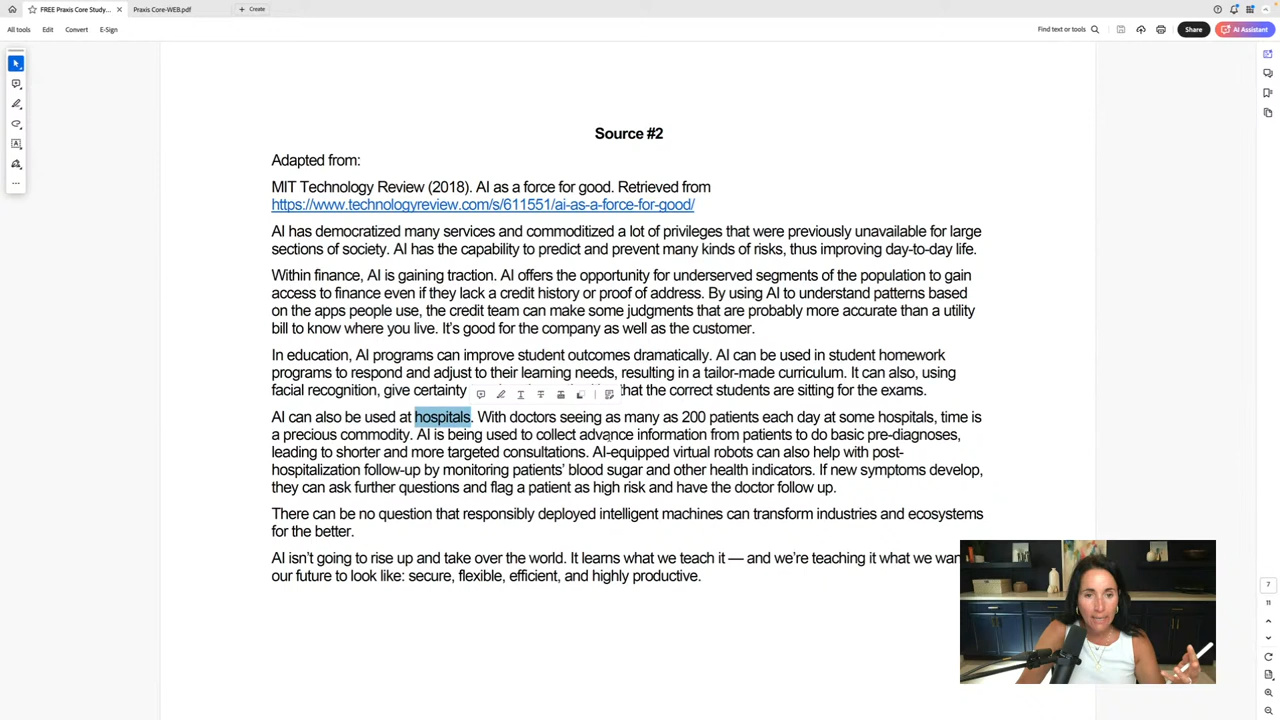 FREE Praxis Core Study...
Praxis Core-WEB.pdf
Create
All tools
Edit
Convert
E-Sign
Find text or tools
Share
AI Assistant
Source #2
Adapted from:
MIT Technology Review (2018). AI as a force for good. Retrieved from
https://www.technologyreview.com/s/611551/ai-as-a-force-for-good/
AI has democratized many services and commoditized a lot of privileges that were previously unavailable for large
sections of society. AI has the capability to predict and prevent many kinds of risks, thus improving day-to-day life.
Within finance, AI is gaining traction. AI offers the opportunity for underserved segments of the population to gain
access to finance even if they lack a credit history or proof of address. By using AI to understand patterns based
on the apps people use, the credit team can make some judgments that are probably more accurate than a utility
bill to know where you live. It's good for the company as well as the customer.
In education, AI programs can improve student outcomes dramatically. AI can be used in student homework
programs to respond and adjust to their learning needs, resulting in a tailor-made curriculum. It can also, using
facial recognition, give certainty that the correct students are sitting for the exams.
AI can also be used at hospitals. With doctors seeing as many as 200 patients each day at some hospitals, time is
a precious commodity. AI is being used to collect advance information from patients to do basic pre-diagnoses,
leading to shorter and more targeted consultations. AI-equipped virtual robots can also help with post-
hospitalization follow-up by monitoring patients' blood sugar and other health indicators. If new symptoms develop,
they can ask further questions and flag a patient as high risk and have the doctor follow up.
There can be no question that responsibly deployed intelligent machines can transform industries and ecosystems
for the better.
AI isn't going to rise up and take over the world. It learns what we teach it — and we're teaching it what we wan
our future to look like: secure, flexible, efficient, and highly productive.
7
11